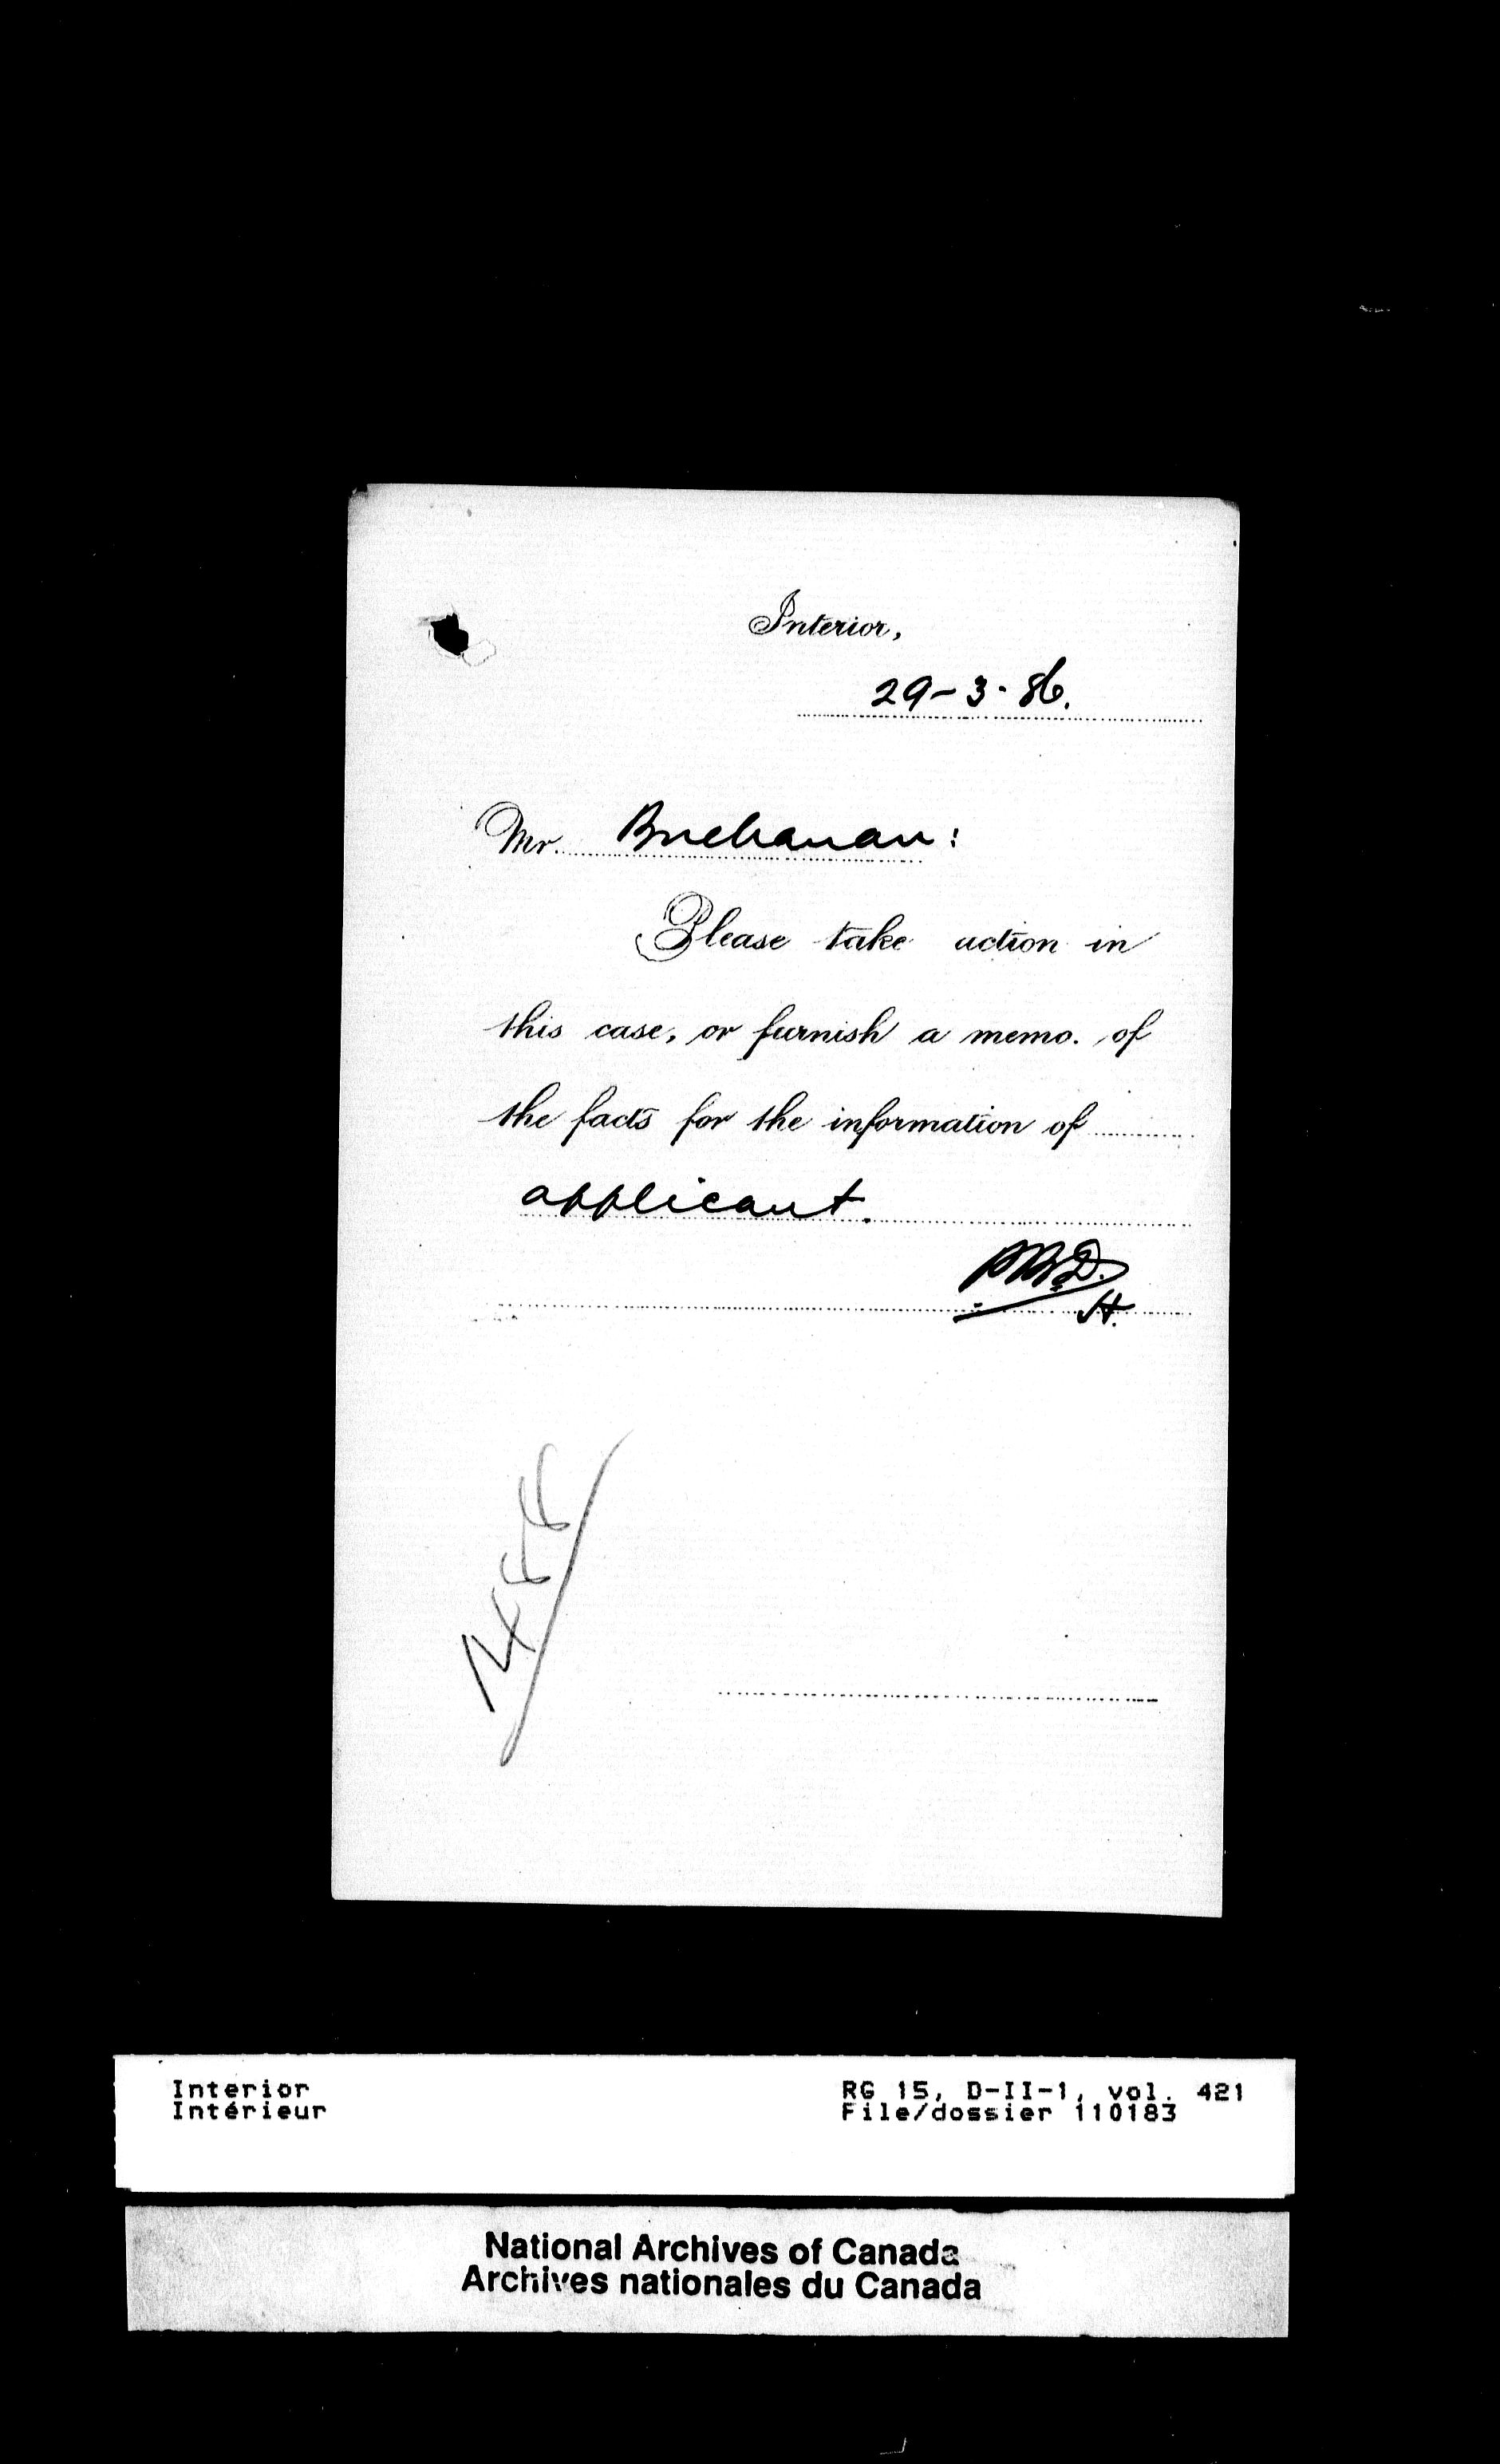 Interior,
29-3-86.
Mr. Buchanan:
Please take action in
this case, or furnish a memo. of
the facts for the information of
applicant.
H.
Interior
Intérieur
RG 15, D-II-1, vol. 421
File/dossier 110183
National Archives of Canada
Archives nationales du Canada